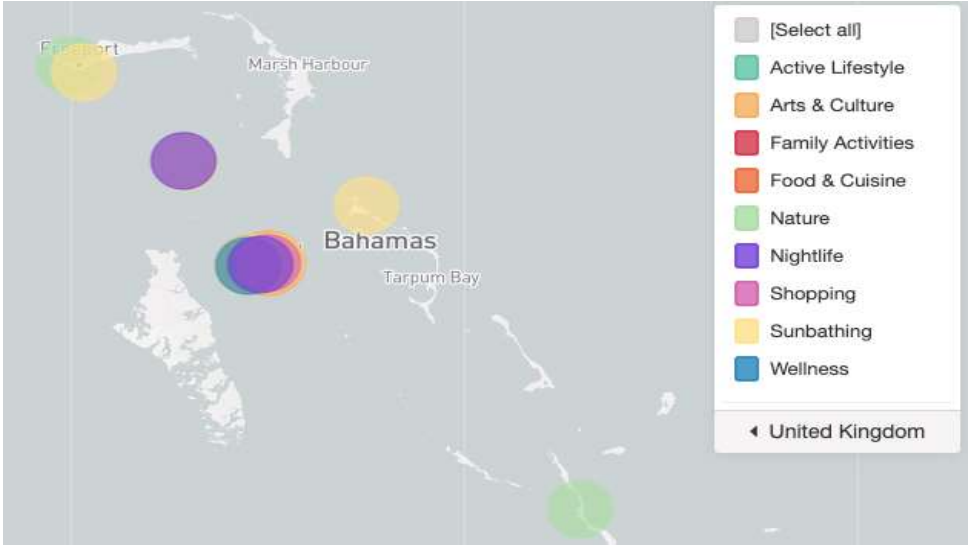 Freeport
Marsh Harbour
Bahamas
Tarpum Bay
[Select all]
Active Lifestyle
Arts & Culture
Family Activities
Food & Cuisine
Nature
Nightlife
Shopping
Sunbathing
Wellness
United Kingdom